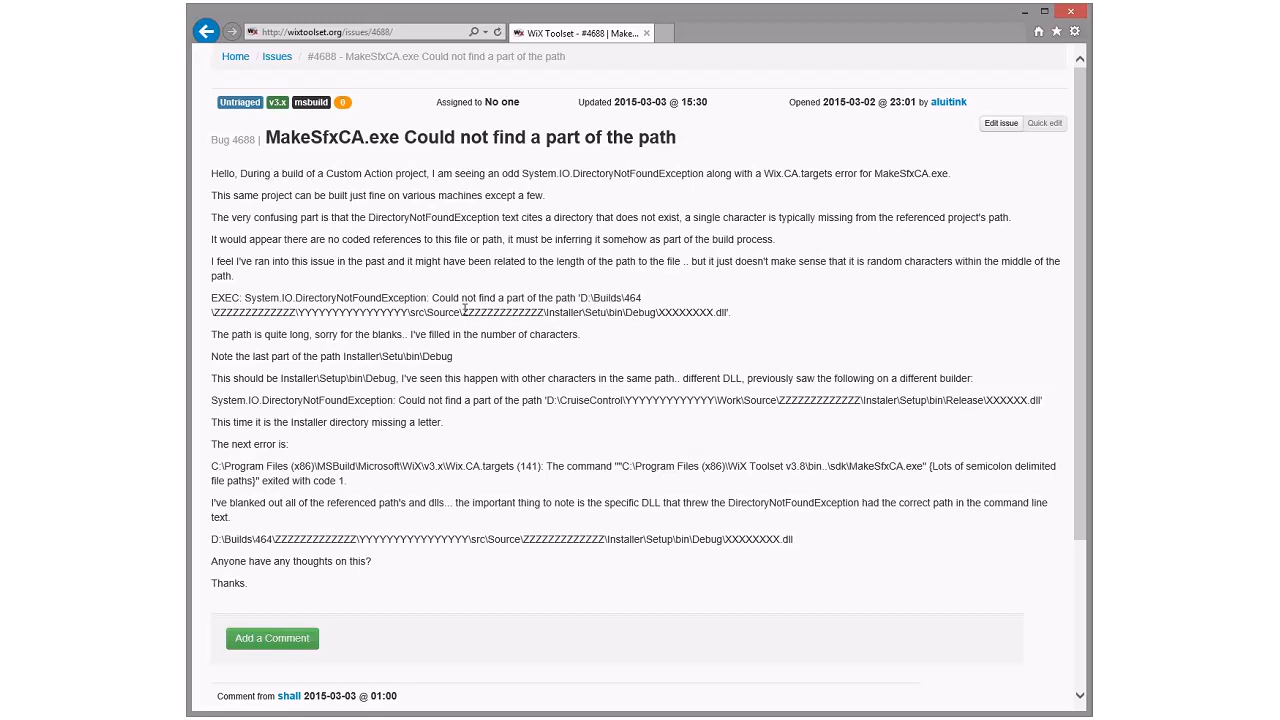 http://wixtoolset.org/issues/4688/
WiX Toolset - #4688 | Make...
Home / Issues / #4688 - MakeSfxCA.exe Could not find a part of the path
Untriaged v3.x msbuild 0 Assigned to No one Updated 2015-03-03 @ 15:30 Opened 2015-03-02 @ 23:01 by aluitink
Edit issue Quick edit
Bug 4688 | MakeSfxCA.exe Could not find a part of the path
Hello, During a build of a Custom Action project, I am seeing an odd System.IO.DirectoryNotFoundException along with a Wix.CA.targets error for MakeSfxCA.exe.
This same project can be built just fine on various machines except a few.
The very confusing part is that the DirectoryNotFoundException text cites a directory that does not exist, a single character is typically missing from the referenced project's path.
It would appear there are no coded references to this file or path, it must be inferring it somehow as part of the build process.
I feel I've ran into this issue in the past and it might have been related to the length of the path to the file .. but it just doesn't make sense that it is random characters within the middle of the
path.
EXEC: System.IO.DirectoryNotFoundException: Could not find a part of the path 'D:\Builds\464
\ZZZZZZZZZZZZZ\YYYYYYYYYYYYYYYY\src\Source\ZZZZZZZZZZZZZ\Installer\Setu\bin\Debug\XXXXXXXX.dll'.
The path is quite long, sorry for the blanks.. I've filled in the number of characters.
Note the last part of the path Installer\Setu\bin\Debug
This should be Installer\Setup\bin\Debug, I've seen this happen with other characters in the same path.. different DLL, previously saw the following on a different builder:
System.IO.DirectoryNotFoundException: Could not find a part of the path 'D:\CruiseControl\YYYYYYYYYYYYY\Work\Source\ZZZZZZZZZZZZZ\Instaler\Setup\bin\Release\XXXXXX.dll'
This time it is the Installer directory missing a letter.
The next error is:
C:\Program Files (x86)\MSBuild\Microsoft\WiX\v3.x\Wix.CA.targets (141): The command ""C:\Program Files (x86)\WiX Toolset v3.8\bin..\sdk\MakeSfxCA.exe" {Lots of semicolon delimited
file paths}" exited with code 1.
I've blanked out all of the referenced path's and dlls... the important thing to note is the specific DLL that threw the DirectoryNotFoundException had the correct path in the command line
text.
D:\Builds\464\ZZZZZZZZZZZZZ\YYYYYYYYYYYYYYYY\src\Source\ZZZZZZZZZZZZZ\Installer\Setup\bin\Debug\XXXXXXXX.dll
Anyone have any thoughts on this?
Thanks.
Add a Comment
Comment from shall 2015-03-03 @ 01:00